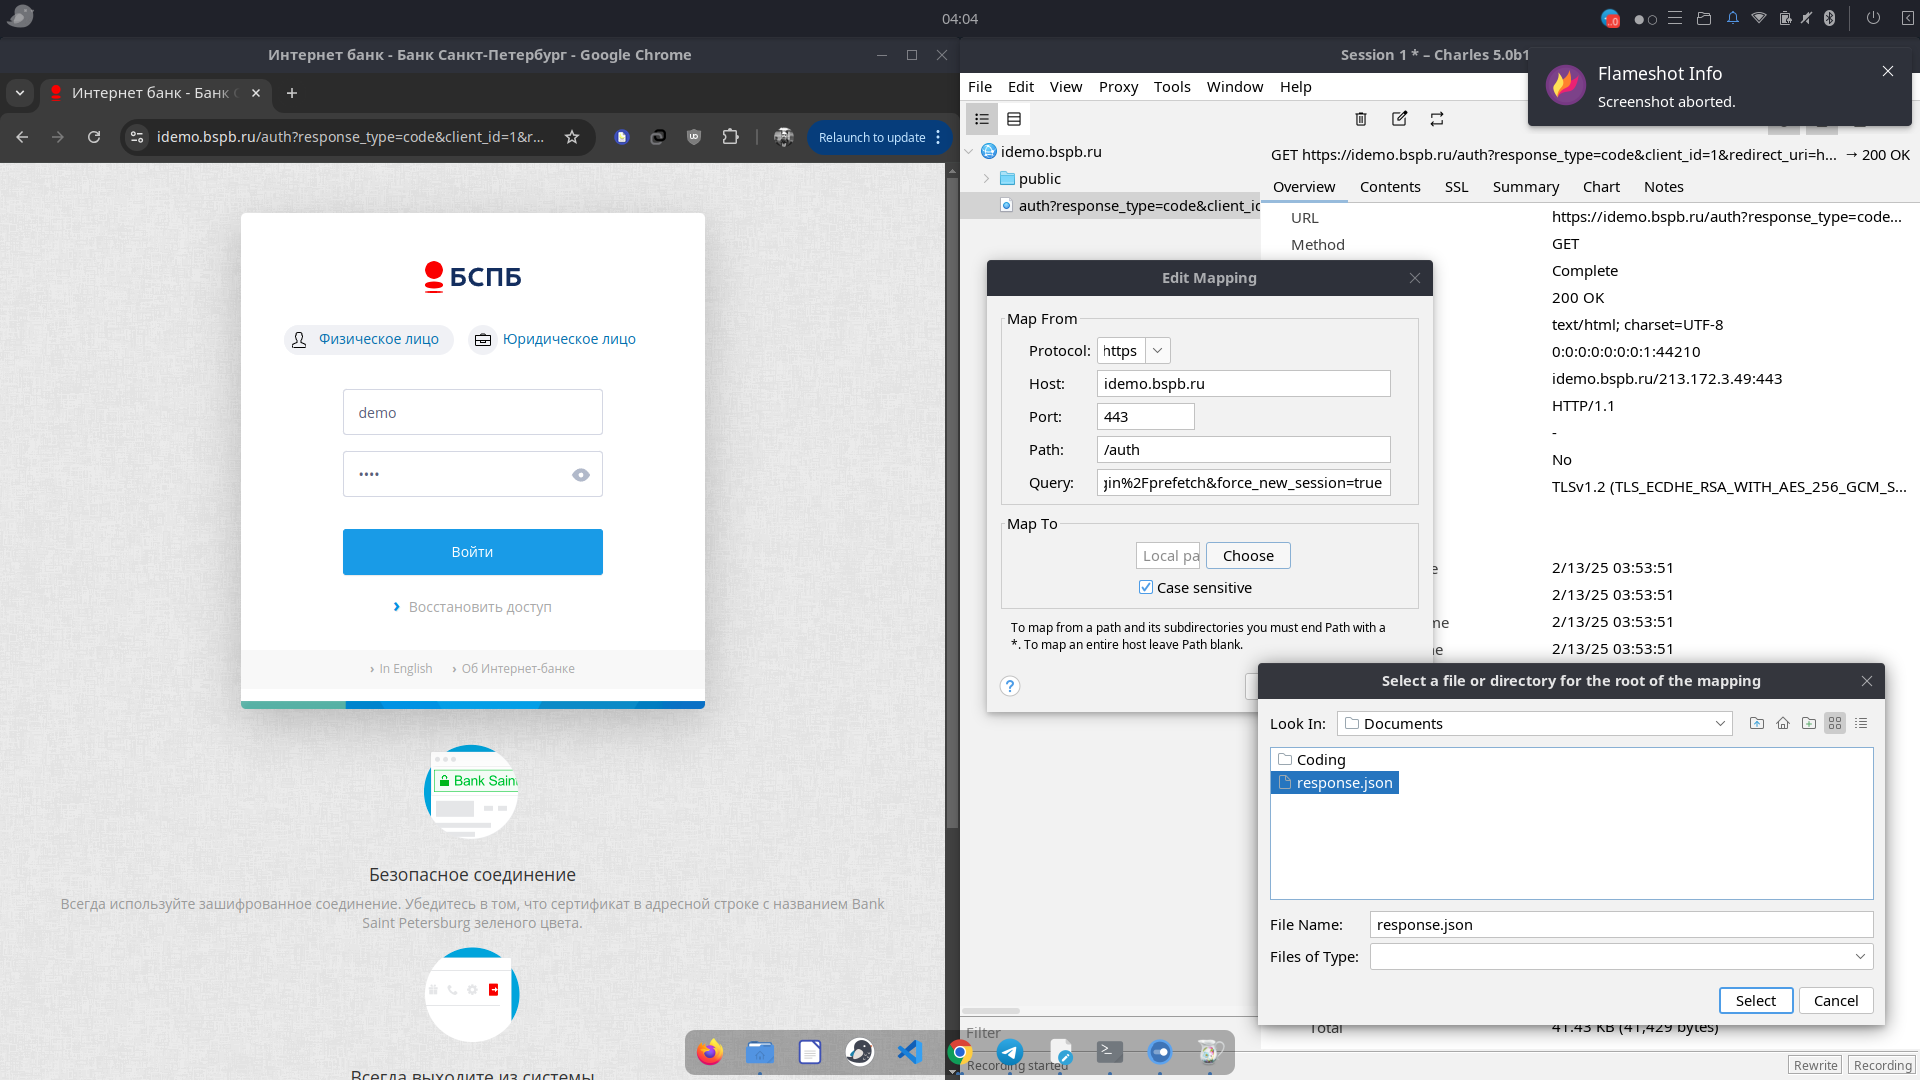 04:04
Интернет банк - Банк Санкт-Петербург - Google Chrome
Интернет банк - Банк С
idemo.bspb.ru/auth?response_type=code&client_id=1&r...
Relaunch to update
БСПБ
Физическое лицо
Юридическое лицо
demo
••••
Войти
Восстановить доступ
In English
Об Интернет-банке
Bank Sain
Безопасное соединение
Всегда используйте зашифрованное соединение. Убедитесь в том, что сертификат в адресной строке с названием Bank
Saint Petersburg зеленого цвета.
Всегда выходите из системы
Session 1 * – Charles 5.0b1
Flameshot Info
Screenshot aborted.
File Edit View Proxy Tools Window Help
idemo.bspb.ru
public
auth?response_type=code&client_id
GET https://idemo.bspb.ru/auth?response_type=code&client_id=1&redirect_uri=h... → 200 OK
Overview Contents SSL Summary Chart Notes
URL https://idemo.bspb.ru/auth?response_type=code...
Method GET
Complete
200 OK
text/html; charset=UTF-8
0:0:0:0:0:0:0:1:44210
idemo.bspb.ru/213.172.3.49:443
HTTP/1.1
-
No
TLSv1.2 (TLS_ECDHE_RSA_WITH_AES_256_GCM_S...
e 2/13/25 03:53:51
2/13/25 03:53:51
me 2/13/25 03:53:51
ne 2/13/25 03:53:51
Total 41.43 KB (41,429 bytes)
Edit Mapping
Map From
Protocol: https
Host: idemo.bspb.ru
Port: 443
Path: /auth
Query: gin%2Fprefetch&force_new_session=true
Map To
Local pa Choose
Case sensitive
To map from a path and its subdirectories you must end Path with a
*. To map an entire host leave Path blank.
?
Select a file or directory for the root of the mapping
Look In: Documents
Coding
response.json
File Name: response.json
Files of Type:
Select Cancel
Filter
Recording started
Rewrite Recording